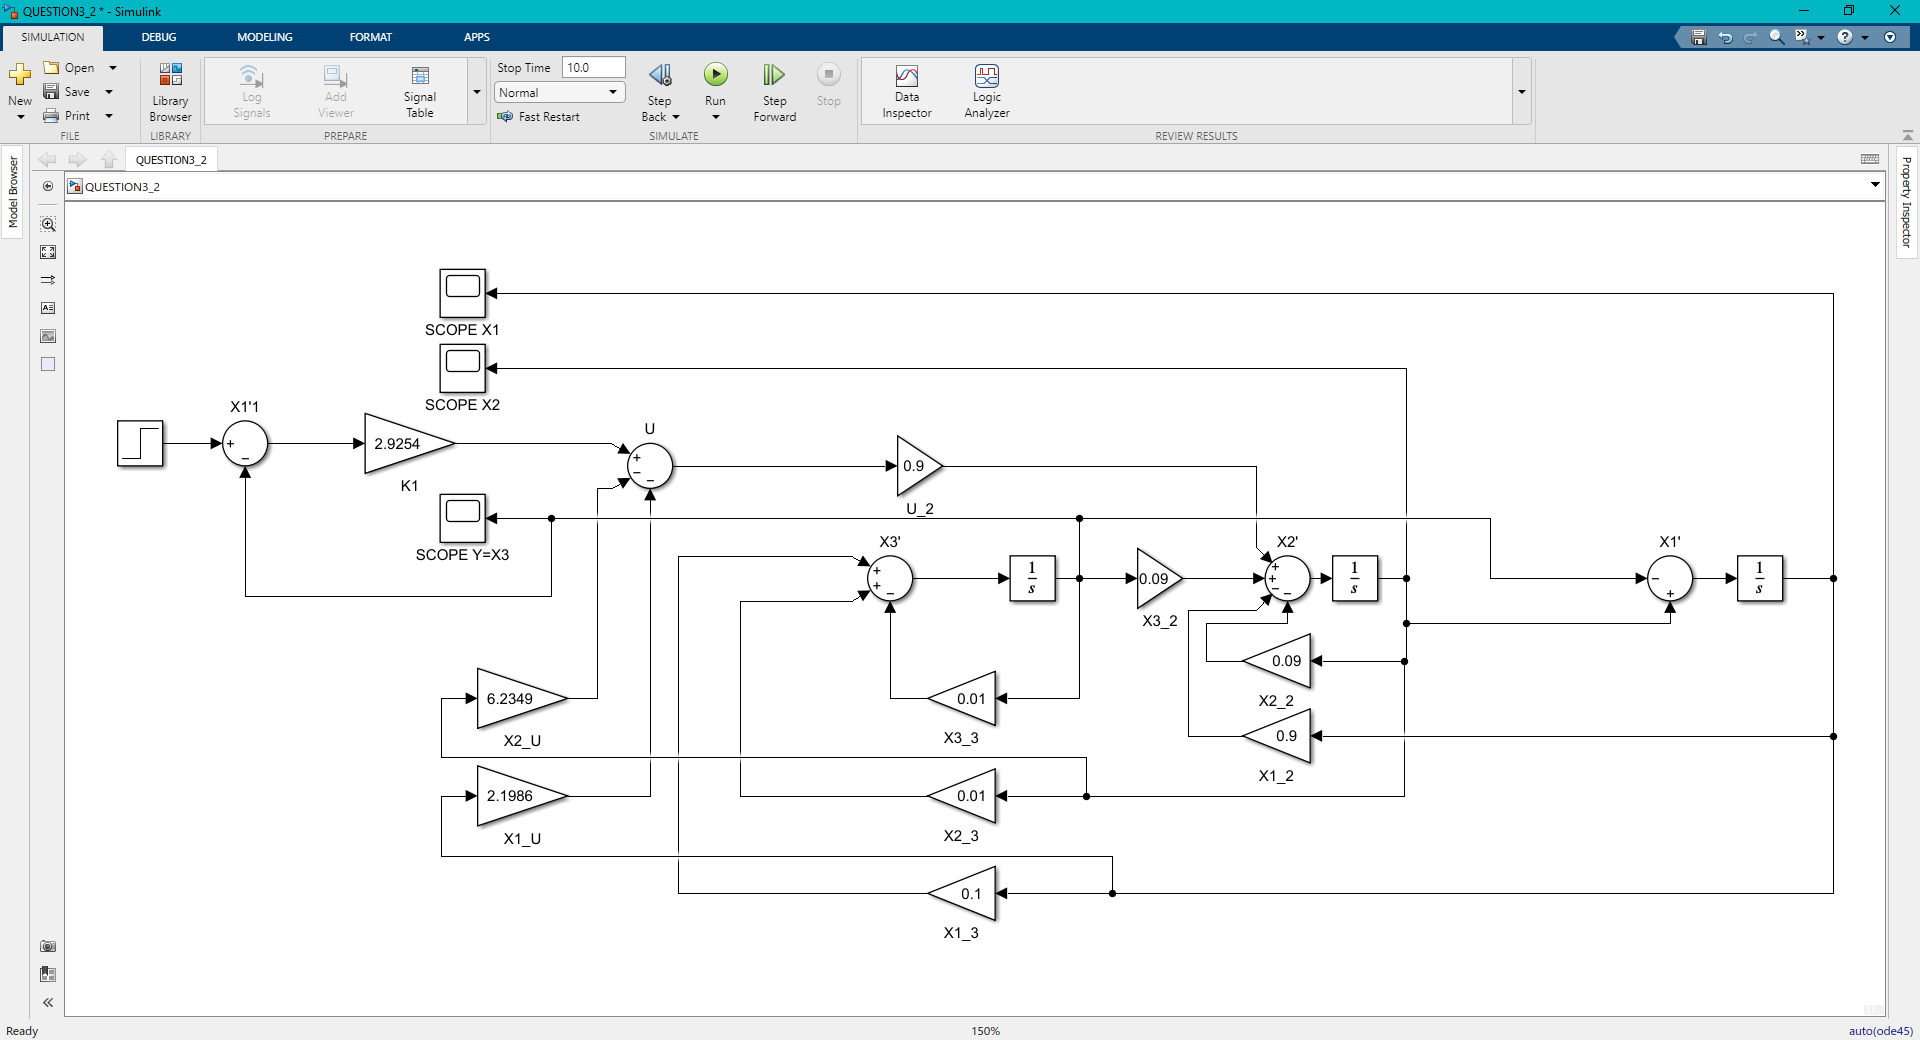 QUESTION3_2 * - Simulink
SIMULATION DEBUG MODELING FORMAT APPS
New
Open
Save
Print
FILE
Library
Browser
LIBRARY
Log
Signals
Add
Viewer
Signal
Table
PREPARE
Stop Time 10.0
Normal
Fast Restart
Step
Back
Run
Step
Forward
Stop
SIMULATE
Data
Inspector
Logic
Analyzer
REVIEW RESULTS
Model Browser
QUESTION3_2
QUESTION3_2
Property Inspector
SCOPE X1
SCOPE X2
X1'1
+
−
2.9254
K1
U
+
−
−
0.9
U_2
SCOPE Y=X3
X3'
+
+
−
1
s
0.09
X3_2
X2'
+
+
−
−
1
s
X1'
−
+
1
s
0.09
X2_2
6.2349
X2_U
0.01
X3_3
0.9
X1_2
2.1986
X1_U
0.01
X2_3
0.1
X1_3
Ready
150%
auto(ode45)